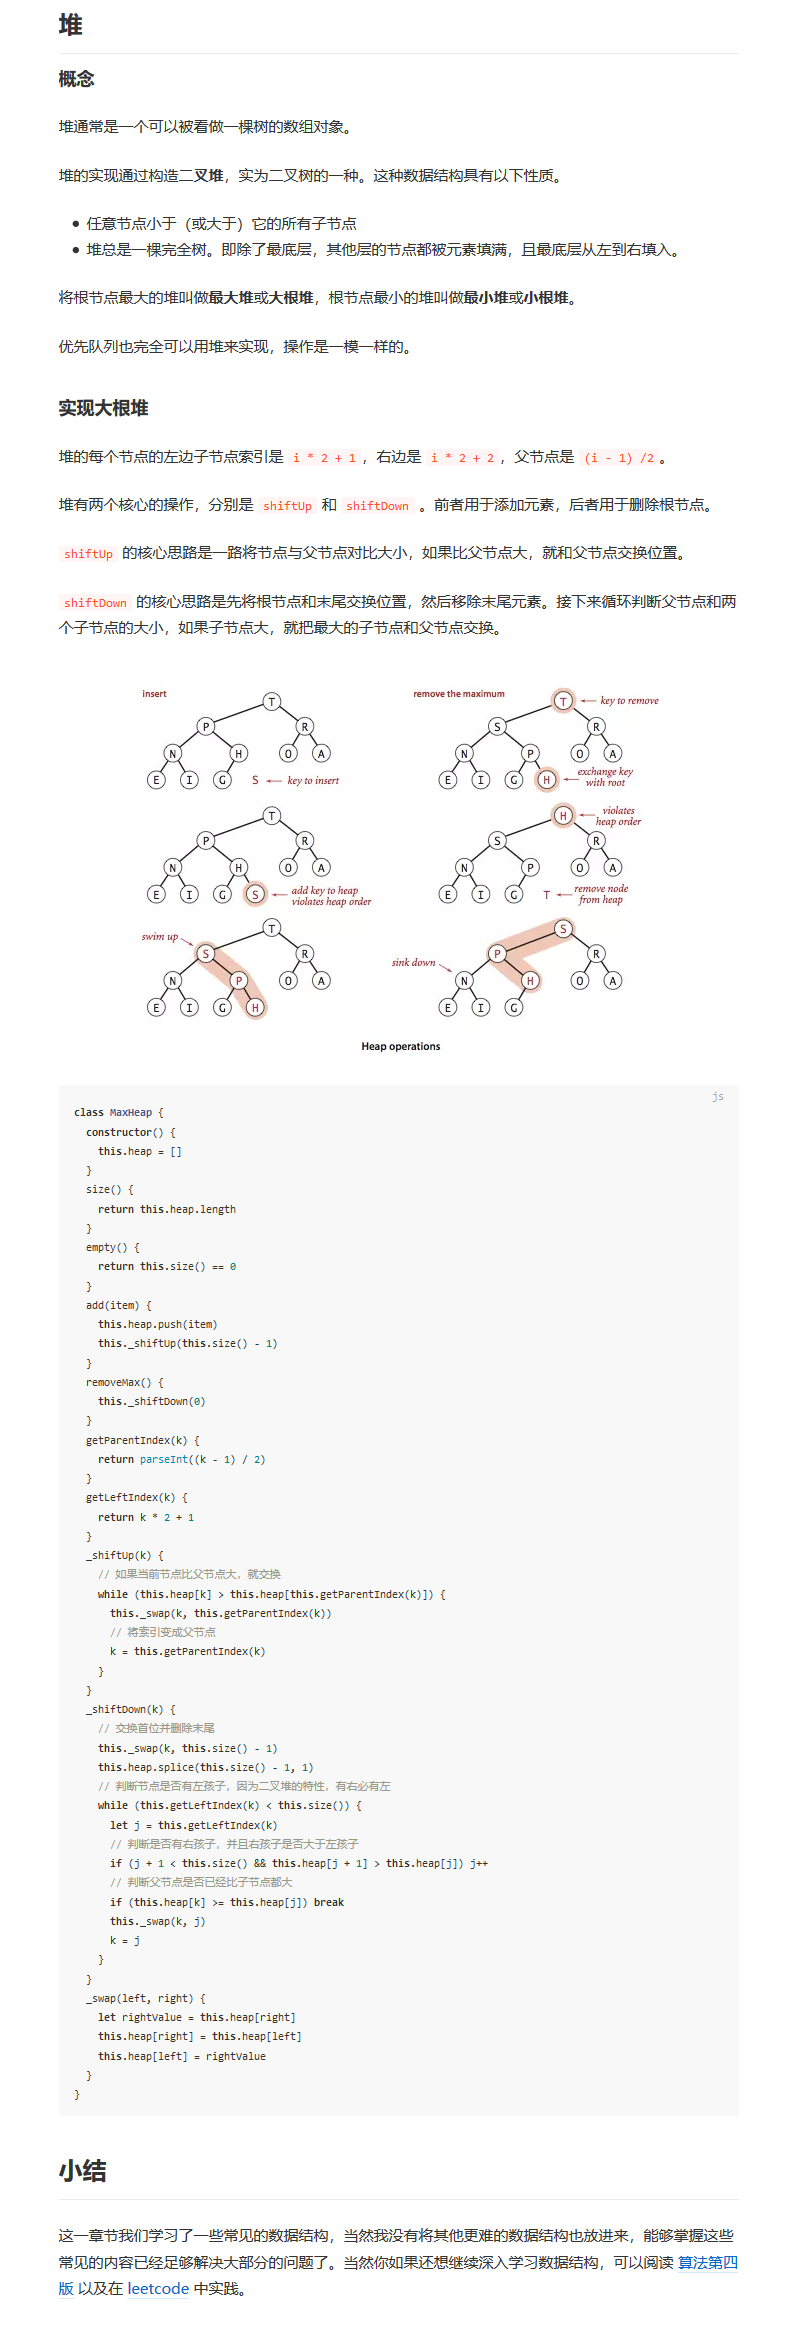 堆
概念
堆通常是一个可以被看做一棵树的数组对象。
堆的实现通过构造二叉堆，实为二叉树的一种。这种数据结构具有以下性质。
● 任意节点小于（或大于）它的所有子节点
● 堆总是一棵完全树。即除了最底层，其他层的节点都被元素填满，且最底层从左到右填入。
将根节点最大的堆叫做最大堆或大根堆，根节点最小的堆叫做最小堆或小根堆。
优先队列也完全可以用堆来实现，操作是一模一样的。
实现大根堆
堆的每个节点的左边子节点索引是 i * 2 + 1，右边是 i * 2 + 2，父节点是 (i - 1) /2。
堆有两个核心的操作，分别是 shiftUp 和 shiftDown 。前者用于添加元素，后者用于删除根节点。
shiftUp 的核心思路是一路将节点与父节点对比大小，如果比父节点大，就和父节点交换位置。
shiftDown 的核心思路是先将根节点和末尾交换位置，然后移除末尾元素。接下来循环判断父节点和两
个子节点的大小，如果子节点大，就把最大的子节点和父节点交换。
insert
T
P R
N H O A
E I G S ← key to insert
T
P R
N H O A
E I G S ← add key to heap
violates heap order
swim up
T
S R
N P O A
E I G H
remove the maximum
T ← key to remove
S R
N P O A
E I G H ← exchange key
with root
H ← violates
heap order
S R
N P O A
E I G T ← remove node
from heap
sink down
S
P R
N H O A
E I G
Heap operations
js
class MaxHeap {
  constructor() {
    this.heap = []
  }
  size() {
    return this.heap.length
  }
  empty() {
    return this.size() == 0
  }
  add(item) {
    this.heap.push(item)
    this._shiftUp(this.size() - 1)
  }
  removeMax() {
    this._shiftDown(0)
  }
  getParentIndex(k) {
    return parseInt((k - 1) / 2)
  }
  getLeftIndex(k) {
    return k * 2 + 1
  }
  _shiftUp(k) {
    // 如果当前节点比父节点大，就交换
    while (this.heap[k] > this.heap[this.getParentIndex(k)]) {
      this._swap(k, this.getParentIndex(k))
      // 将索引变成父节点
      k = this.getParentIndex(k)
    }
  }
  _shiftDown(k) {
    // 交换首位并删除末尾
    this._swap(k, this.size() - 1)
    this.heap.splice(this.size() - 1, 1)
    // 判断节点是否有左孩子，因为二叉堆的特性，有右必有左
    while (this.getLeftIndex(k) < this.size()) {
      let j = this.getLeftIndex(k)
      // 判断是否有右孩子，并且右孩子是否大于左孩子
      if (j + 1 < this.size() && this.heap[j + 1] > this.heap[j]) j++
      // 判断父节点是否已经比子节点都大
      if (this.heap[k] >= this.heap[j]) break
      this._swap(k, j)
      k = j
    }
  }
  _swap(left, right) {
    let rightValue = this.heap[right]
    this.heap[right] = this.heap[left]
    this.heap[left] = rightValue
  }
}
小结
这一章节我们学习了一些常见的数据结构，当然我没有将其他更难的数据结构也放进来，能够掌握这些
常见的内容已经足够解决大部分的问题了。当然你如果还想继续深入学习数据结构，可以阅读 算法第四
版 以及在 leetcode 中实践。